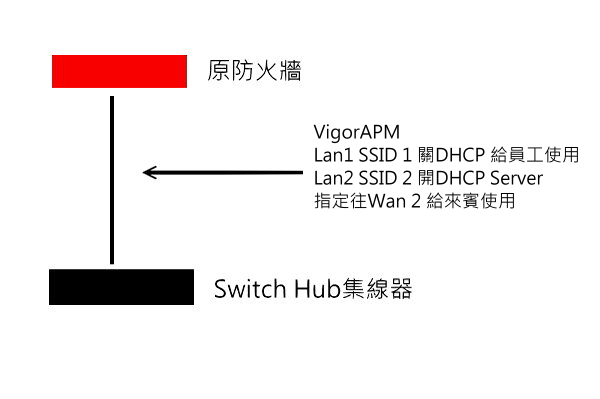 原防火牆
VigorAPM
Lan1 SSID 1 關DHCP 給員工使用
Lan2 SSID 2 開DHCP Server
指定往Wan 2 給來賓使用
Switch Hub集線器